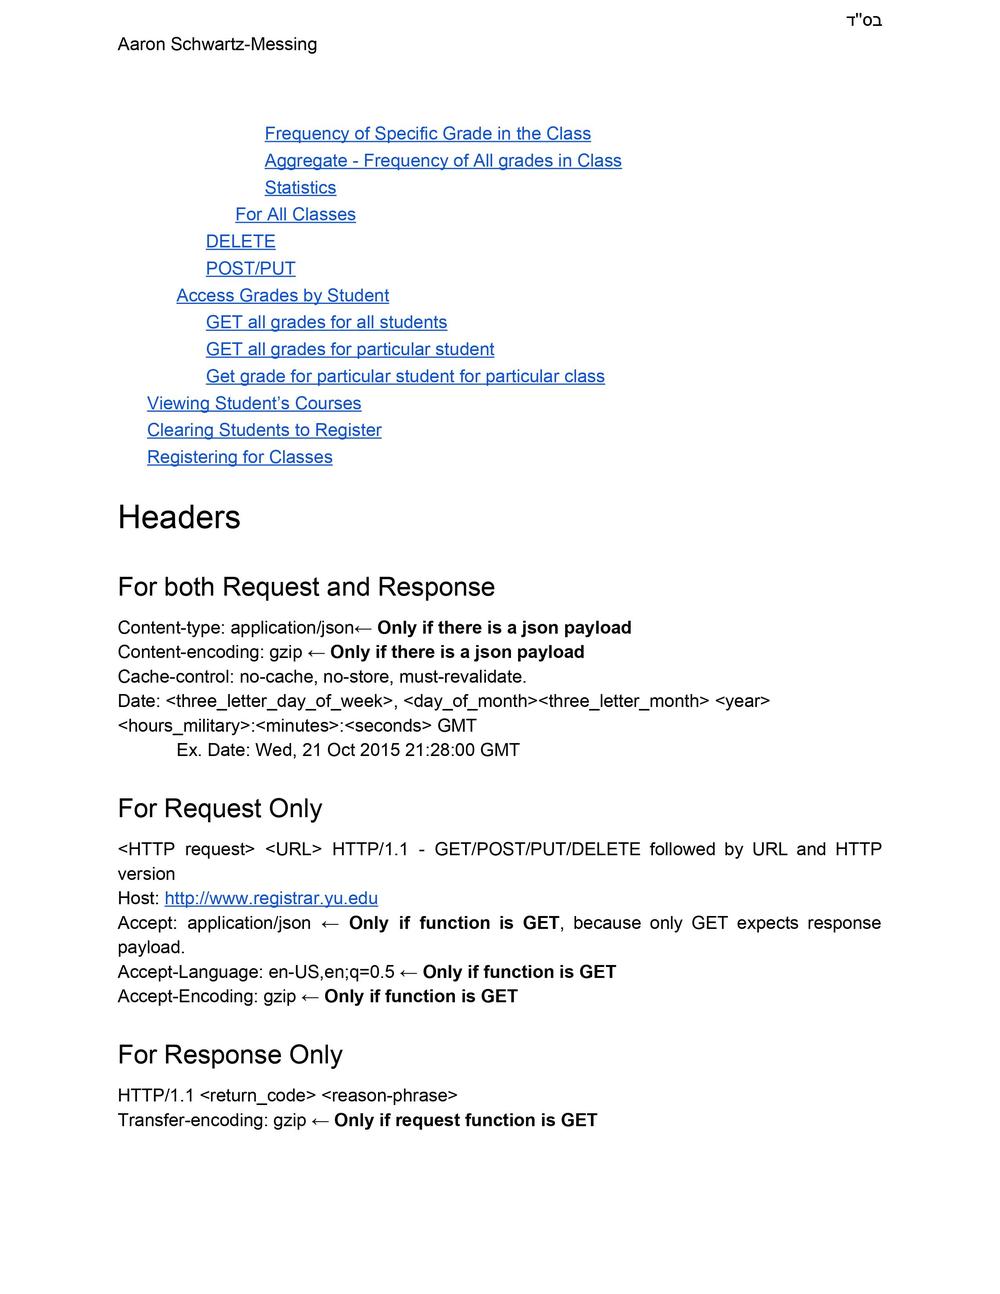 בס"ד
Aaron Schwartz-Messing
Frequency of Specific Grade in the Class
Aggregate - Frequency of All grades in Class
Statistics
For All Classes
DELETE
POST/PUT
Access Grades by Student
GET all grades for all students
GET all grades for particular student
Get grade for particular student for particular class
Viewing Student's Courses
Clearing Students to Register
Registering for Classes
Headers
For both Request and Response
Content-type: application/json← Only if there is a json payload
Content-encoding: gzip ← Only if there is a json payload
Cache-control: no-cache, no-store, must-revalidate.
Date: <three_letter_day_of_week>, <day_of_month><three_letter_month> <year>
<hours_military>:<minutes>:<seconds> GMT
Ex. Date: Wed, 21 Oct 2015 21:28:00 GMT
For Request Only
<HTTP request> <URL> HTTP/1.1 - GET/POST/PUT/DELETE followed by URL and HTTP
version
Host: http://www.registrar.yu.edu
Accept: application/json ← Only if function is GET, because only GET expects response
payload.
Accept-Language: en-US,en;q=0.5 ← Only if function is GET
Accept-Encoding: gzip ← Only if function is GET
For Response Only
HTTP/1.1 <return_code> <reason-phrase>
Transfer-encoding: gzip ← Only if request function is GET